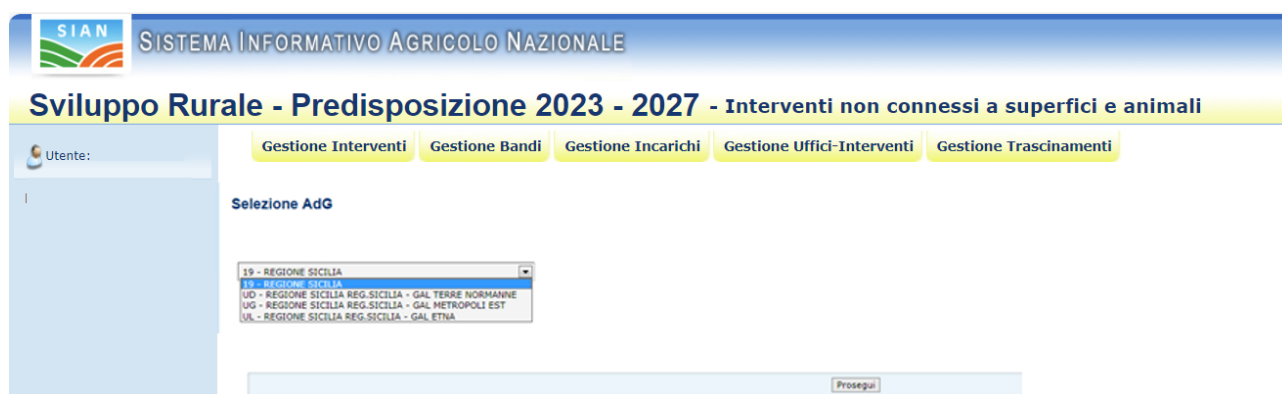 SIAN
SISTEMA INFORMATIVO AGRICOLO NAZIONALE
Sviluppo Rurale - Predisposizione 2023 - 2027 - Interventi non connessi a superfici e animali
Utente:
Gestione Interventi Gestione Bandi Gestione Incarichi Gestione Uffici-Interventi Gestione Trascinamenti
Selezione AdG
19 - REGIONE SICILIA
19 - REGIONE SICILIA
UD - REGIONE SICILIA REG.SICILIA - GAL TERRE NORMANNE
UG - REGIONE SICILIA REG.SICILIA - GAL METROPOLI EST
UL - REGIONE SICILIA REG.SICILIA - GAL ETNA
Prosegui